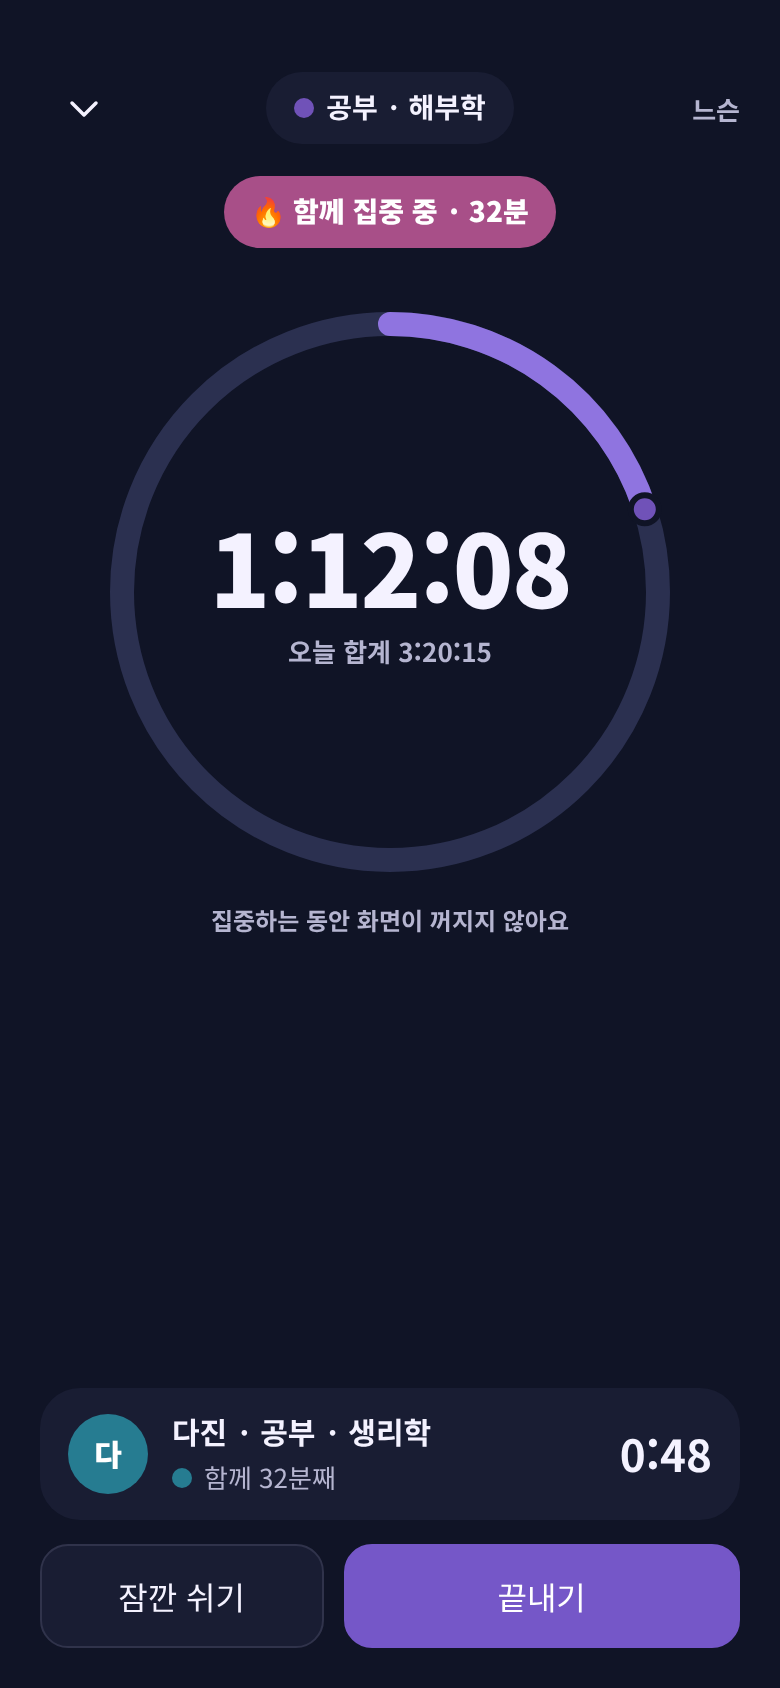 공부 · 해부학
느슨
🔥 함께 집중 중 · 32분
1:12:08
오늘 합계 3:20:15
집중하는 동안 화면이 꺼지지 않아요
다
다진 · 공부 · 생리학
함께 32분째
0:48
잠깐 쉬기
끝내기